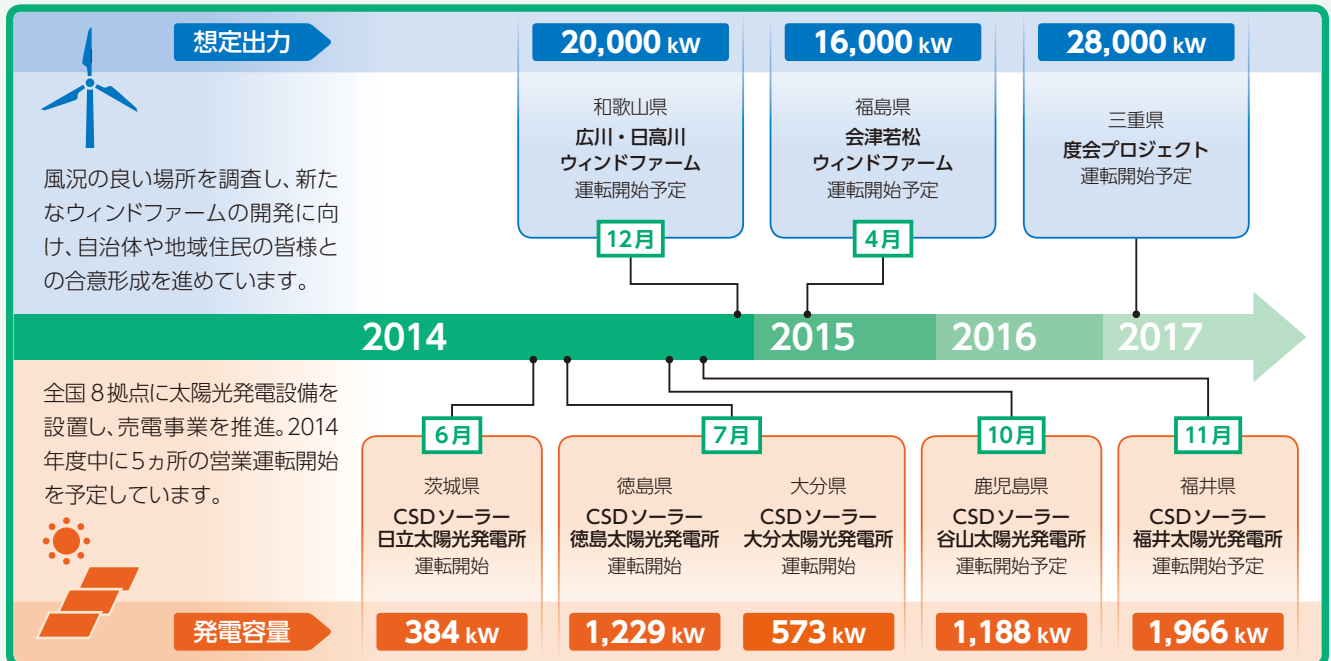 想定出力
20,000 kW
16,000 kW
28,000 kW
和歌山県
広川・日高川
ウィンドファーム
運転開始予定
12月
福島県
会津若松
ウィンドファーム
運転開始予定
4月
三重県
度会プロジェクト
運転開始予定
風況の良い場所を調査し、新た
なウィンドファームの開発に向
け、自治体や地域住民の皆様と
の合意形成を進めています。
2014
2015
2016
2017
全国8拠点に太陽光発電設備を
設置し、売電事業を推進。2014
年度中に5ヵ所の営業運転開始
を予定しています。
6月
茨城県
CSDソーラー
日立太陽光発電所
運転開始
7月
徳島県
CSDソーラー
徳島太陽光発電所
運転開始
大分県
CSDソーラー
大分太陽光発電所
運転開始
10月
鹿児島県
CSDソーラー
谷山太陽光発電所
運転開始予定
11月
福井県
CSDソーラー
福井太陽光発電所
運転開始予定
発電容量
384 kW
1,229 kW
573 kW
1,188 kW
1,966 kW